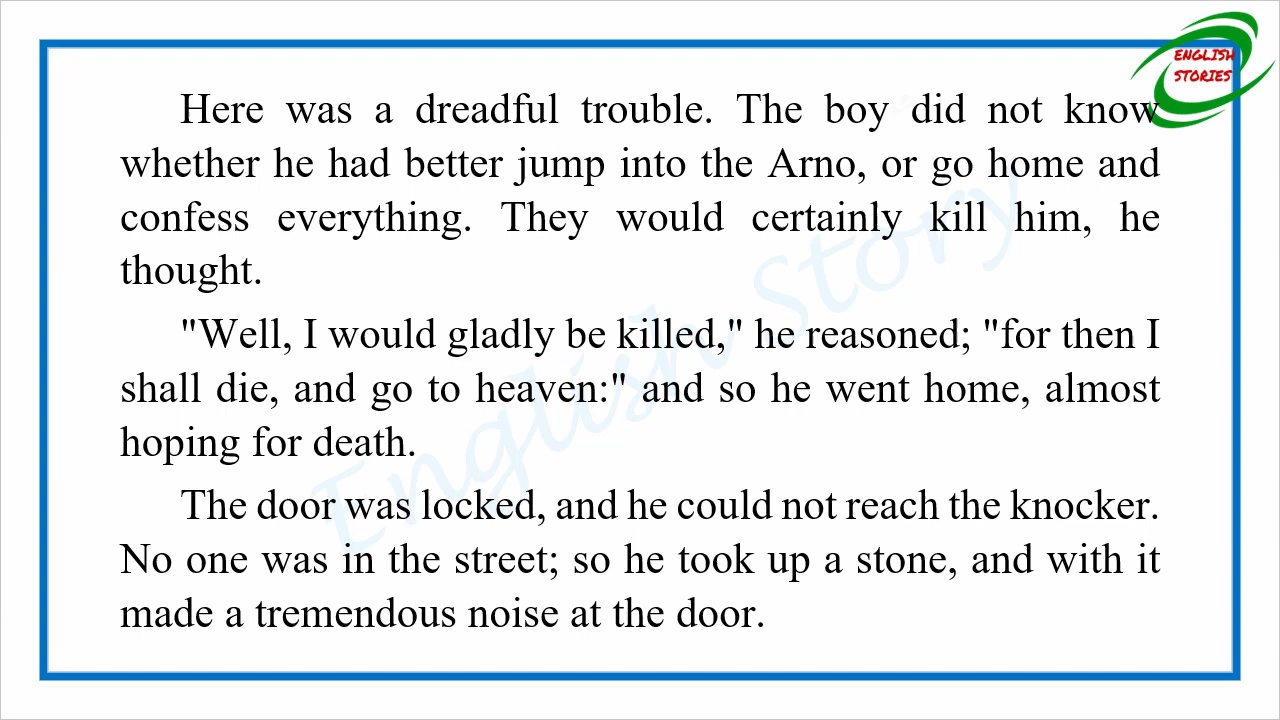 ENGLISH
STORIES
Here was a dreadful trouble. The boy did not know
whether he had better jump into the Arno, or go home and
confess everything. They would certainly kill him, he
thought.
"Well, I would gladly be killed," he reasoned; "for then I
shall die, and go to heaven:" and so he went home, almost
hoping for death.
The door was locked, and he could not reach the knocker.
No one was in the street; so he took up a stone, and with it
made a tremendous noise at the door.
English Story